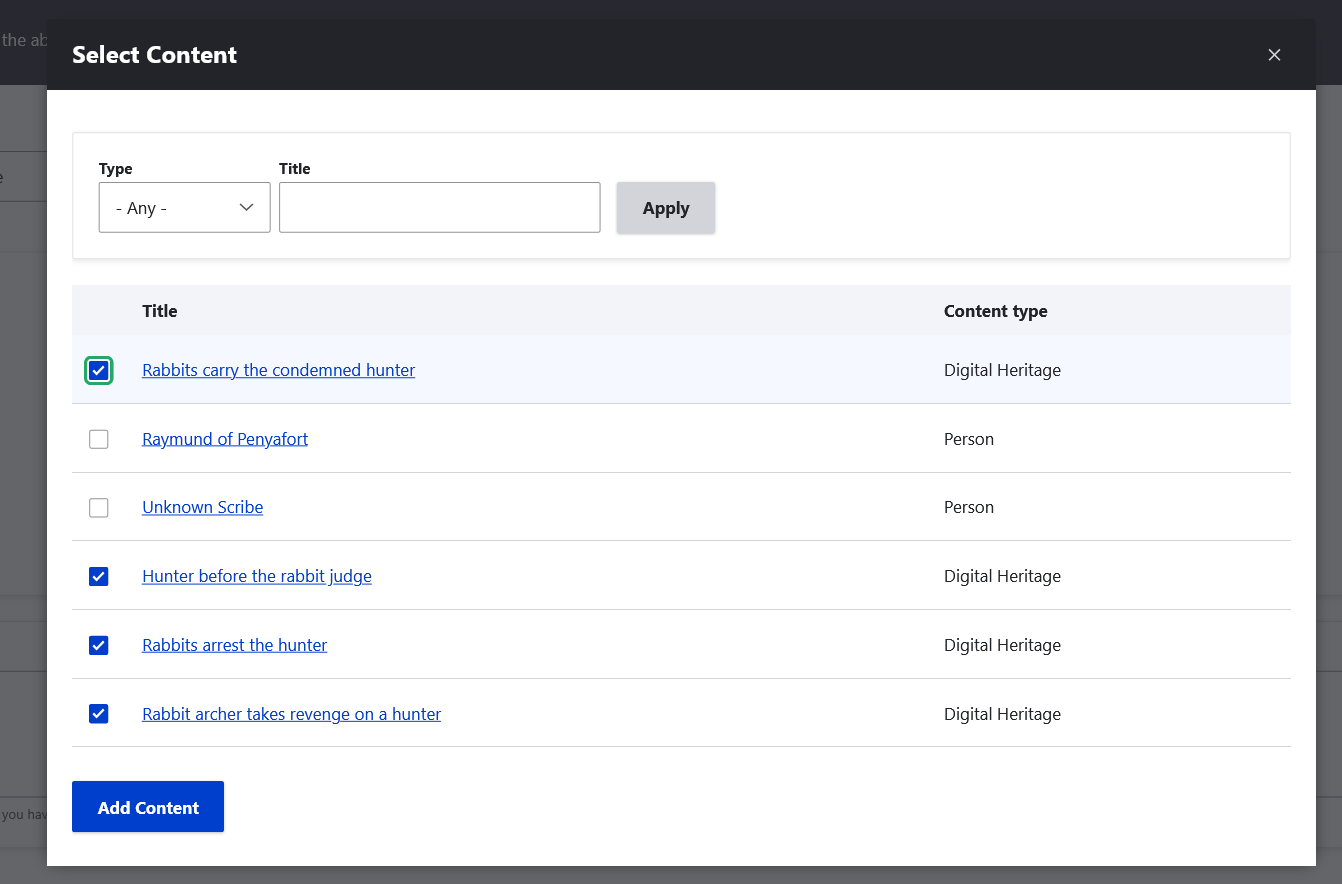 the ab
Select Content
Type Title
- Any -
Apply
Title Content type
Rabbits carry the condemned hunter Digital Heritage
Raymund of Penyafort Person
Unknown Scribe Person
Hunter before the rabbit judge Digital Heritage
Rabbits arrest the hunter Digital Heritage
Rabbit archer takes revenge on a hunter Digital Heritage
Add Content
you hav